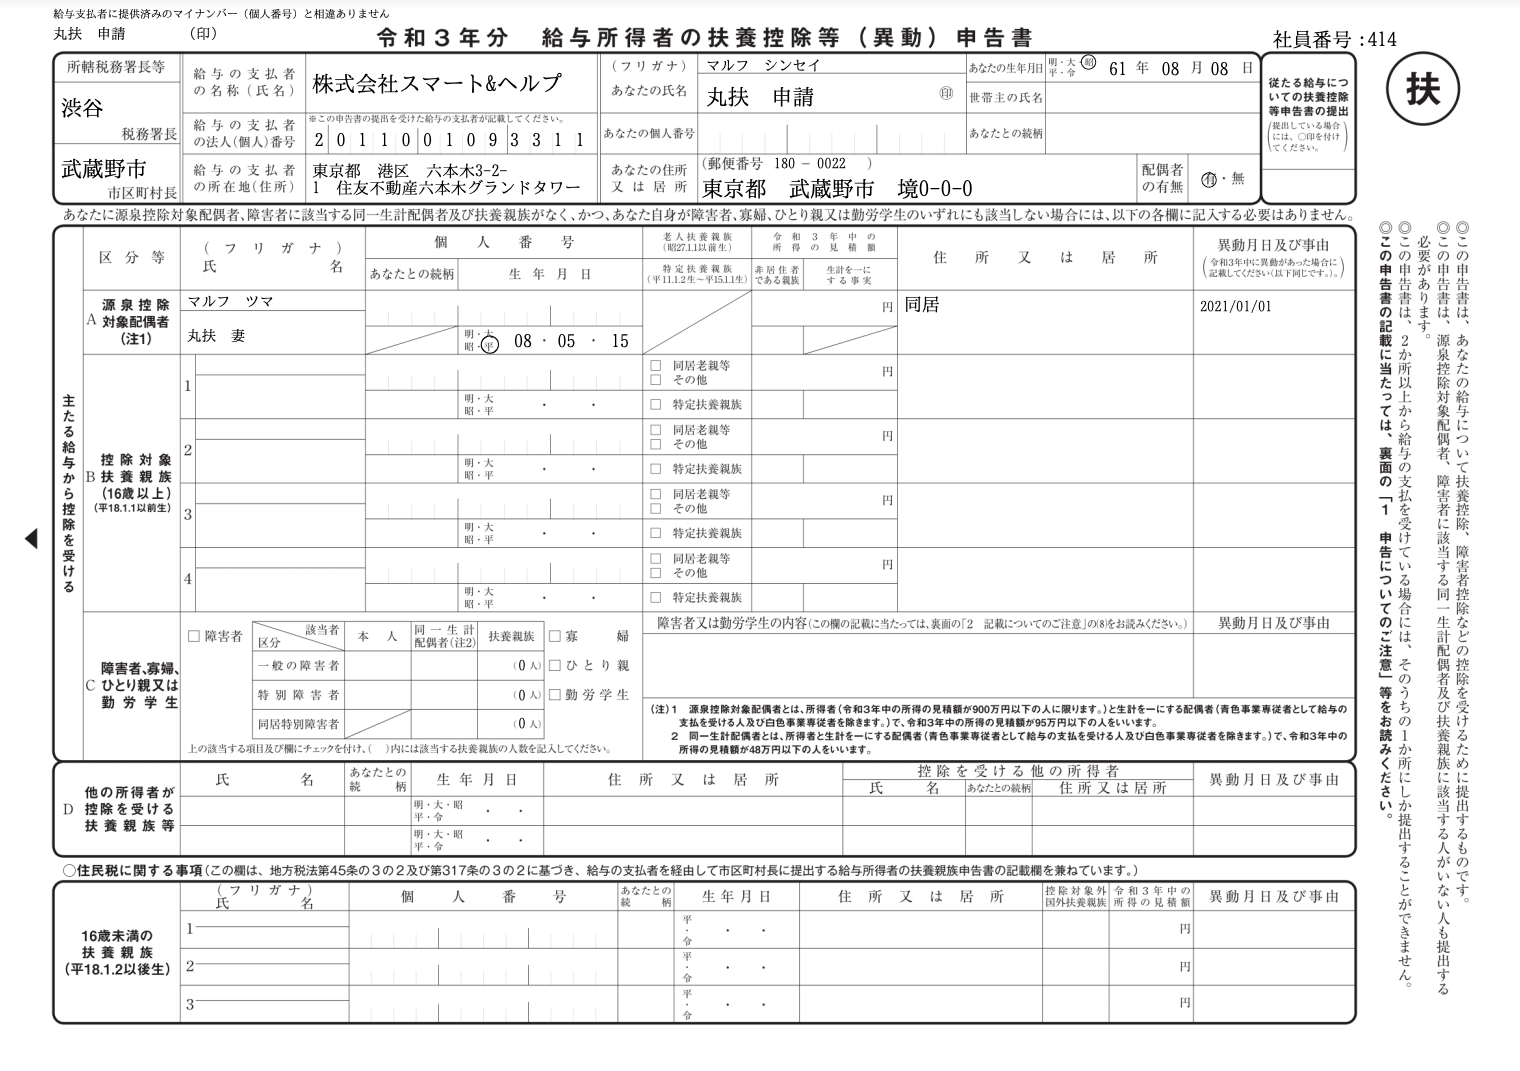 給与支払者に提供済みのマイナンバー（個人番号）と相違ありません
丸扶　申請　（印）
令和３年分　給与所得者の扶養控除等（異動）申告書
社員番号 :414
扶
所轄税務署長等
渋谷
税務署長
武蔵野市
市区町村長
給与の支払者の名称（氏名）
株式会社スマート&ヘルプ
給与の支払者の法人（個人）番号
※この申告書の提出を受けた給与の支払者が記載してください。
2011001093311
給与の支払者の所在地（住所）
東京都　港区　六本木3-2-
1　住友不動産六本木グランドタワー
（フリガナ）
マルフ　シンセイ
あなたの氏名
丸扶　申請　㊞
あなたの個人番号
あなたの住所又は居所
（郵便番号 180 - 0022 ）
東京都　武蔵野市　境0-0-0
あなたの生年月日
明・大・昭
平・令
61 年 08 月 08 日
世帯主の氏名
あなたとの続柄
配偶者の有無
有・無
従たる給与についての扶養控除等申告書の提出
（提出している場合には、○印を付けてください。）
あなたに源泉控除対象配偶者、障害者に該当する同一生計配偶者及び扶養親族がなく、かつ、あなた自身が障害者、寡婦、ひとり親又は勤労学生のいずれにも該当しない場合には、以下の各欄に記入する必要はありません。
主たる給与から控除を受ける
区分等
（フリガナ）
氏名
個人番号
あなたとの続柄
生年月日
老人扶養親族
（昭27.1.1以前生）
特定扶養親族
（平11.1.2生～平15.1.1生）
令和３年中の所得の見積額
非居住者である親族
生計を一にする事実
住所又は居所
異動月日及び事由
（令和3年中に異動があった場合に記載してください（以下同じです。）。）
A
源泉控除対象配偶者（注1）
マルフ　ツマ
丸扶　妻
明・大
昭・平
08 ・ 05 ・ 15
円
同居
2021/01/01
B
控除対象扶養親族（16歳以上）
（平18.1.1以前生）
1
明・大
昭・平
・　・
□ 同居老親等
□ その他
□ 特定扶養親族
円
2
明・大
昭・平
・　・
□ 同居老親等
□ その他
□ 特定扶養親族
円
3
明・大
昭・平
・　・
□ 同居老親等
□ その他
□ 特定扶養親族
円
4
明・大
昭・平
・　・
□ 同居老親等
□ その他
□ 特定扶養親族
円
C
障害者、寡婦、ひとり親又は勤労学生
□ 障害者
該当者
区分
本人
同一生計配偶者（注2）
扶養親族
一般の障害者
（0 人）
特別障害者
（0 人）
同居特別障害者
（0 人）
□ 寡婦
□ ひとり親
□ 勤労学生
上の該当する項目及び欄にチェックを付け、（　）内には該当する扶養親族の人数を記入してください。
障害者又は勤労学生の内容（この欄の記載に当たっては、裏面の「2　記載についてのご注意」の(8)をお読みください。）
異動月日及び事由
（注）1　源泉控除対象配偶者とは、所得者（令和3年中の所得の見積額が900万円以下の人に限ります。）と生計を一にする配偶者（青色事業専従者として給与の
支払を受ける人及び白色事業専従者を除きます。）で、令和3年中の所得の見積額が95万円以下の人をいいます。
2　同一生計配偶者とは、所得者と生計を一にする配偶者（青色事業専従者として給与の支払を受ける人及び白色事業専従者を除きます。）で、令和3年中の
所得の見積額が48万円以下の人をいいます。
D
他の所得者が控除を受ける扶養親族等
氏名
あなたとの続柄
生年月日
住所又は居所
控除を受ける他の所得者
氏名
あなたとの続柄
住所又は居所
異動月日及び事由
明・大・昭
平・令
・　・
明・大・昭
平・令
・　・
○住民税に関する事項（この欄は、地方税法第45条の３の２及び第317条の３の２に基づき、給与の支払者を経由して市区町村長に提出する給与所得者の扶養親族申告書の記載欄を兼ねています。）
16歳未満の扶養親族
（平18.1.2以後生）
（フリガナ）
氏名
個人番号
あなたとの続柄
生年月日
住所又は居所
控除対象外国外扶養親族
令和３年中の所得の見積額
異動月日及び事由
1
平・令
・　・
円
2
平・令
・　・
円
3
平・令
・　・
円
◎この申告書は、あなたの給与について扶養控除、障害者控除などの控除を受けるために提出するものです。
◎この申告書は、源泉控除対象配偶者、障害者に該当する同一生計配偶者及び扶養親族に該当する人がいない人も提出する
必要があります。
◎この申告書は、２か所以上から給与の支払を受けている場合には、そのうちの１か所にしか提出することができません。
◎この申告書の記載に当たっては、裏面の「１　申告についてのご注意」等をお読みください。